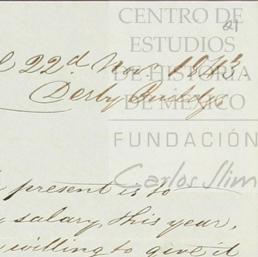 CENTRO DE
ESTUDIOS
DE HISTORIA
DE MÉXICO
FUNDACIÓN
Carlos Slim
22d Nov.
Derby Buildgs
present is to
salary, this year,
willing to give it